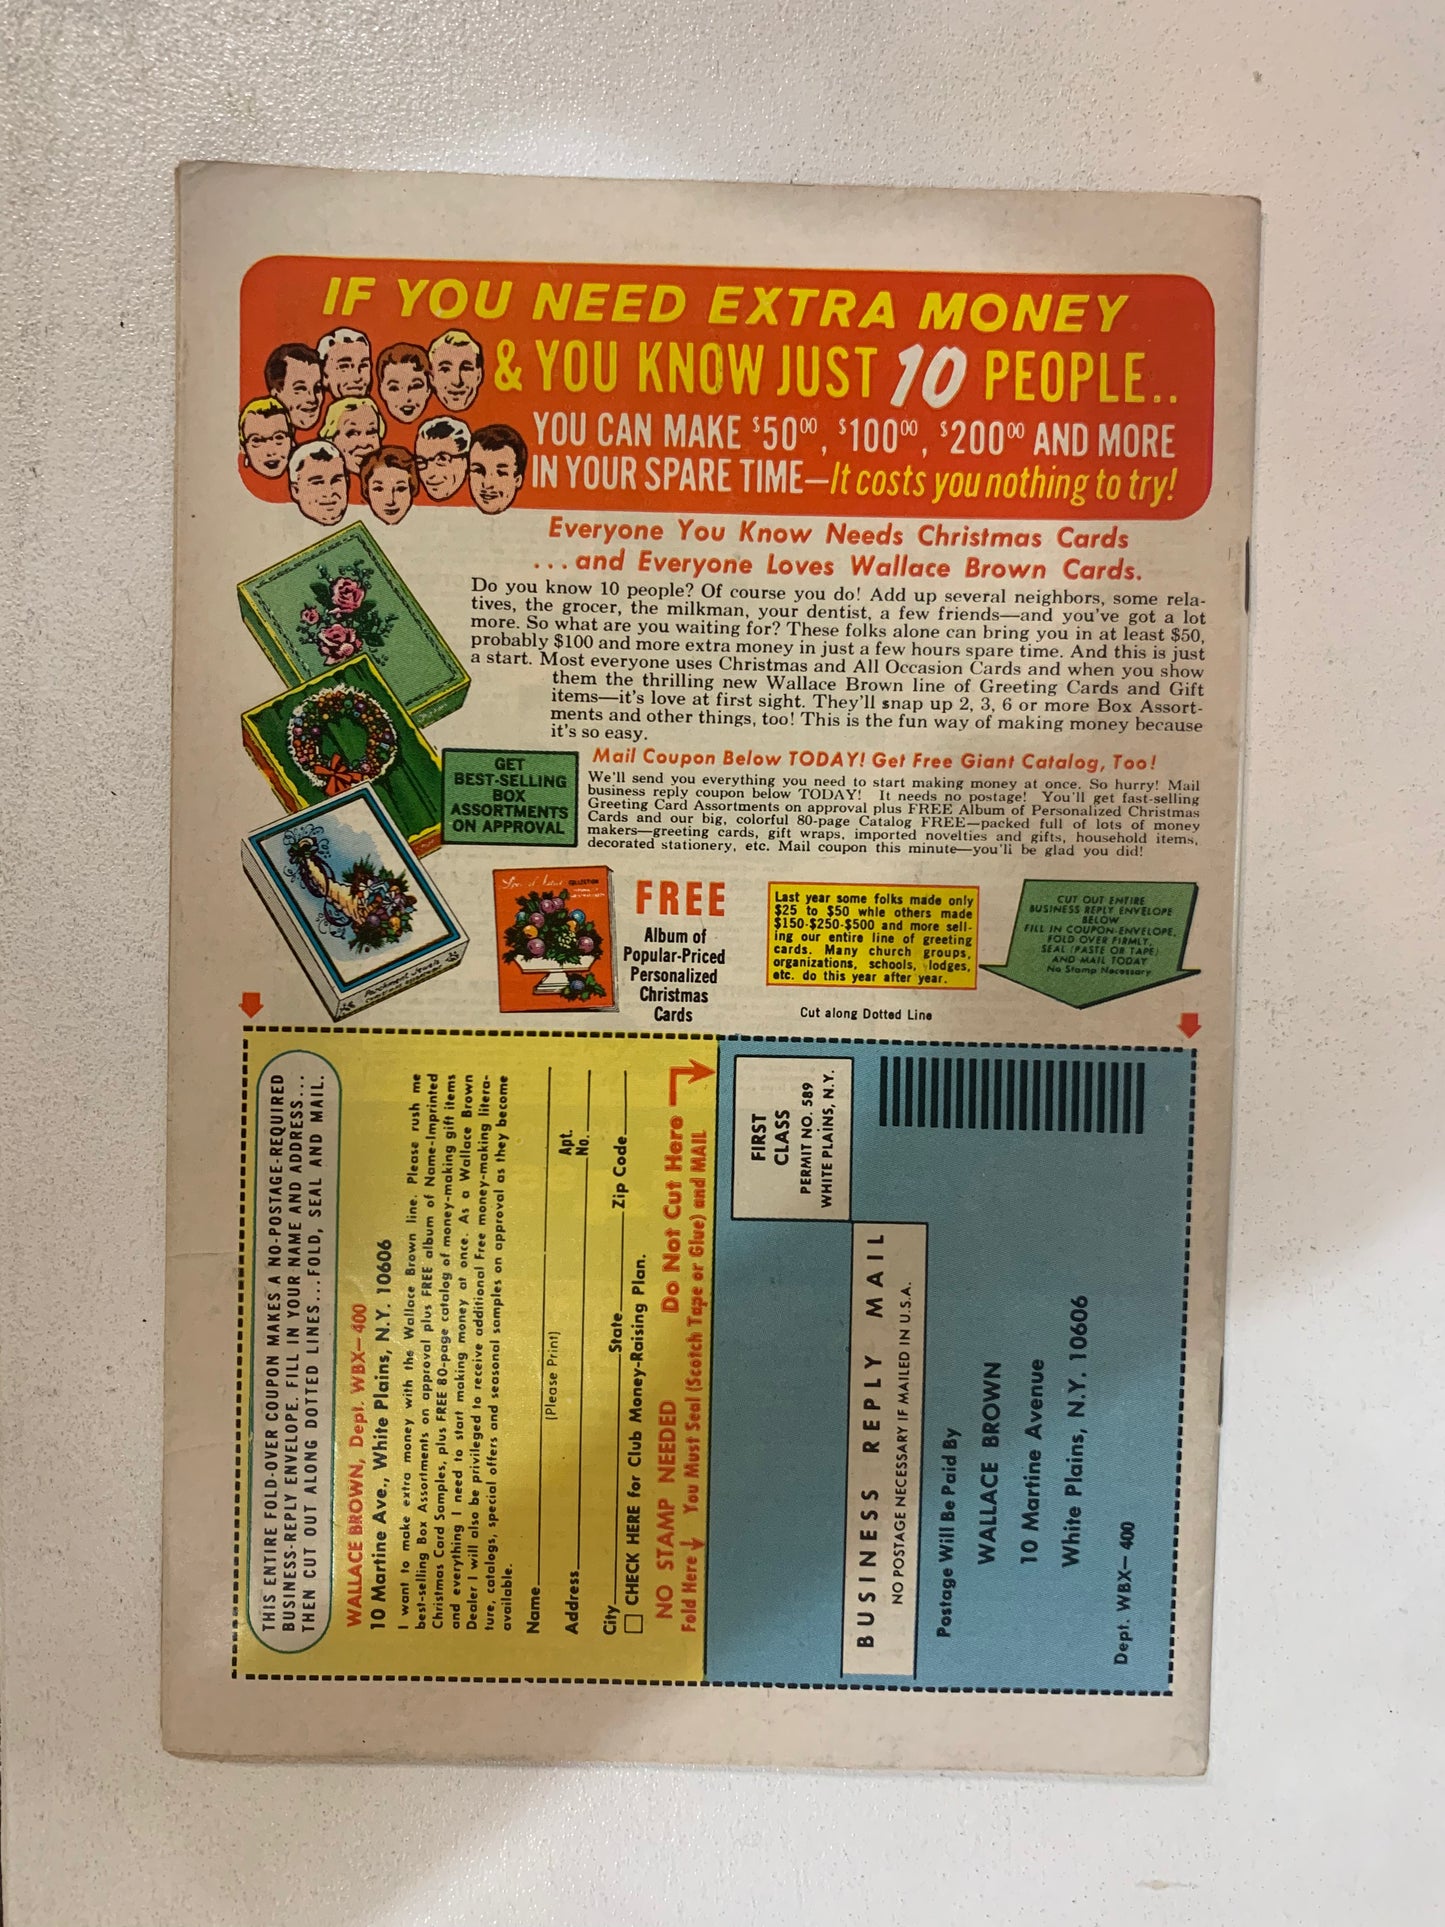 IF YOU NEED EXTRA MONEY
& YOU KNOW JUST 10 PEOPLE..
YOU CAN MAKE $50⁰⁰, $100⁰⁰, $200⁰⁰ AND MORE
IN YOUR SPARE TIME—It costs you nothing to try!
Everyone You Know Needs Christmas Cards
...and Everyone Loves Wallace Brown Cards.
Do you know 10 people? Of course you do! Add up several neighbors, some rela-
tives, the grocer, the milkman, your dentist, a few friends—and you've got a lot
more. So what are you waiting for? These folks alone can bring you in at least $50,
probably $100 and more extra money in just a few hours spare time. And this is just
a start. Most everyone uses Christmas and All Occasion Cards and when you show
them the thrilling new Wallace Brown line of Greeting Cards and Gift
items—it's love at first sight. They'll snap up 2, 3, 6 or more Box Assort-
ments and other things, too! This is the fun way of making money because
it's so easy.
GET
BEST-SELLING
BOX
ASSORTMENTS
ON APPROVAL
Mail Coupon Below TODAY! Get Free Giant Catalog, Too!
We'll send you everything you need to start making money at once. So hurry! Mail
business reply coupon below TODAY! It needs no postage! You'll get fast-selling
Greeting Card Assortments on approval plus FREE Album of Personalized Christmas
Cards and our big, colorful 80-page Catalog FREE—packed full of lots of money
makers—greeting cards, gift wraps, imported novelties and gifts, household items,
decorated stationery, etc. Mail coupon this minute—you'll be glad you did!
COLLECTION
FREE
Album of
Popular-Priced
Personalized
Christmas
Cards
Last year some folks made only
$25 to $50 whle others made
$150-$250-$500 and more sell-
ing our entire line of greeting
cards. Many church groups,
organizations, schools, lodges,
etc. do this year after year.
Cut along Dotted Line
CUT OUT ENTIRE
BUSINESS REPLY ENVELOPE
BELOW
FILL IN COUPON-ENVELOPE,
FOLD OVER FIRMLY,
SEAL (PASTE OR TAPE)
AND MAIL TODAY
No Stamp Necessary
THIS ENTIRE FOLD-OVER COUPON MAKES A NO-POSTAGE-REQUIRED
BUSINESS-REPLY ENVELOPE. FILL IN YOUR NAME AND ADDRESS...
THEN CUT OUT ALONG DOTTED LINES...FOLD, SEAL AND MAIL.
WALLACE BROWN, Dept. WBX—400
10 Martine Ave., White Plains, N.Y. 10606
I want to make extra money with the Wallace Brown line. Please rush me
best-selling Box Assortments on approval plus FREE album of Name-Imprinted
Christmas Card Samples, plus FREE 80-page catalog of money-making gift items
and everything I need to start making money at once. As a Wallace Brown
Dealer I will also be privileged to receive additional Free money-making litera-
ture, catalogs, special offers and seasonal samples on approval as they become
available.
Name
(Please Print)
Address Apt. No.
City State Zip Code
CHECK HERE for Club Money-Raising Plan.
NO STAMP NEEDED Do Not Cut Here
Fold Here You Must Seal (Scotch Tape or Glue) and MAIL
FIRST
CLASS
PERMIT NO. 589
WHITE PLAINS, N.Y.
BUSINESS REPLY MAIL
NO POSTAGE NECESSARY IF MAILED IN U.S.A.
Postage Will Be Paid By
WALLACE BROWN
10 Martine Avenue
White Plains, N.Y. 10606
Dept. WBX—400